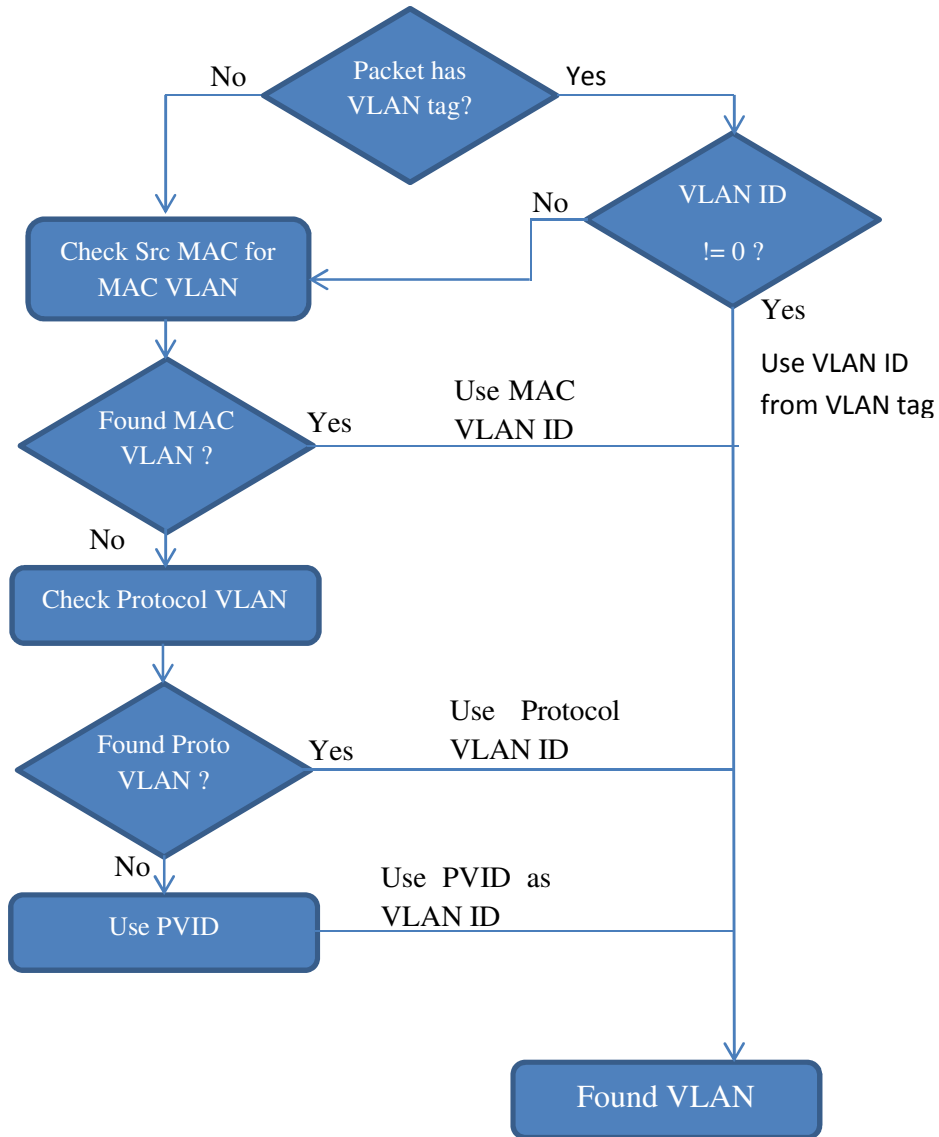 No
Packet has
VLAN tag?
Yes
VLAN ID
!= 0 ?
No
Check Src MAC for
MAC VLAN
Yes
Use VLAN ID
from VLAN tag
Found MAC
VLAN ?
Yes
Use MAC
VLAN ID
No
Check Protocol VLAN
Found Proto
VLAN ?
Yes
Use Protocol
VLAN ID
No
Use PVID
Use PVID as
VLAN ID
Found VLAN